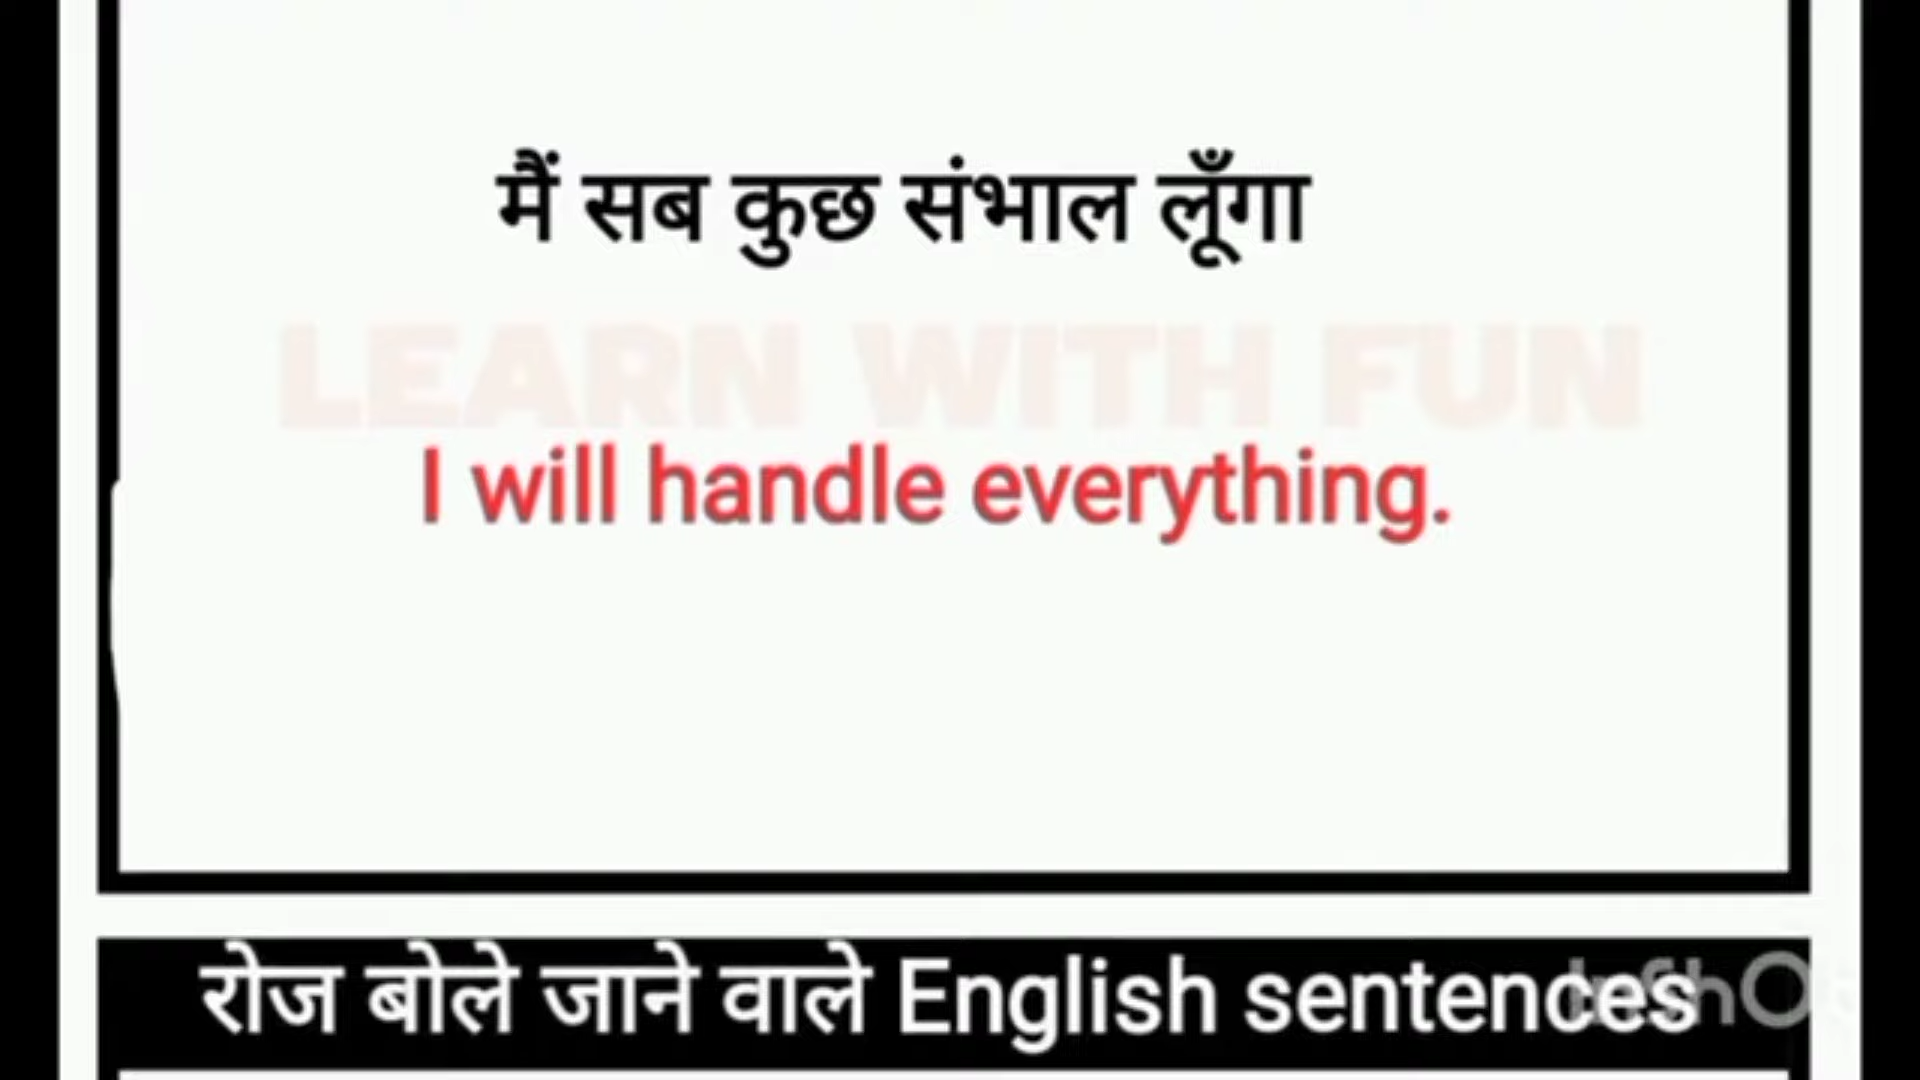 मैं सब कुछ संभाल लूँगा
LEARN WITH FUN
I will handle everything.
रोज बोले जाने वाले English sentences